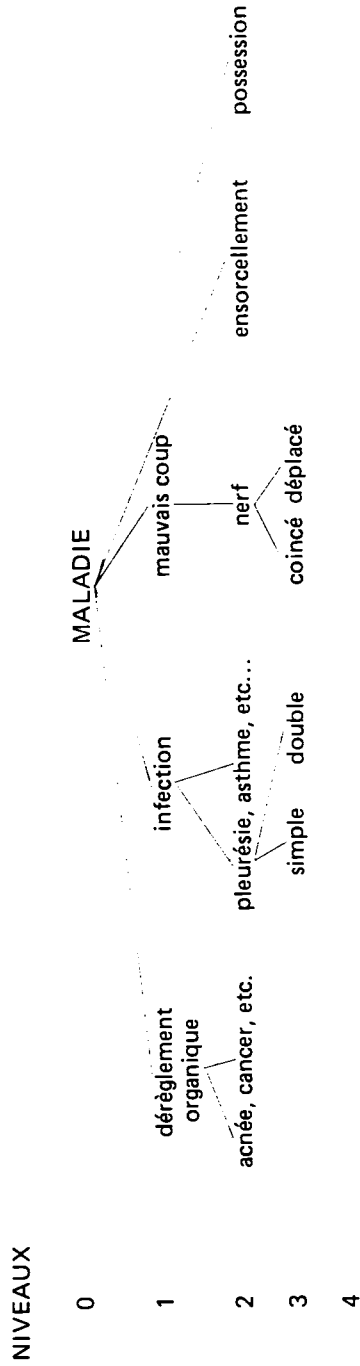 NIVEAUX
0 MALADIE
1 dérèglement organique infection mauvais coup
2 acnée, cancer, etc. pleurésie, asthme, etc... nerf ensorcellement possession
3 simple double coincé déplacé
4